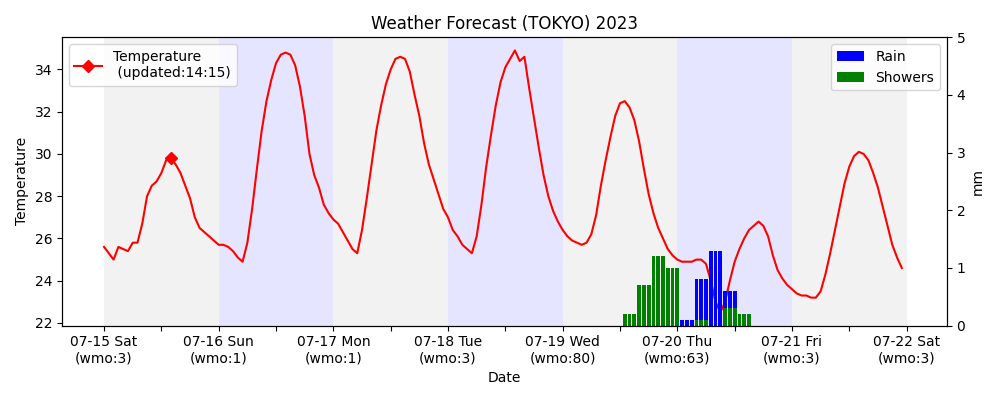 Weather Forecast (TOKYO) 2023
Temperature
(updated:14:15)
Rain
Showers
Temperature
34
32
30
28
26
24
22
5
4
3
2
1
0
mm
07-15 Sat 07-16 Sun 07-17 Mon 07-18 Tue 07-19 Wed 07-20 Thu 07-21 Fri 07-22 Sat
(wmo:3) (wmo:1) (wmo:1) (wmo:3) (wmo:80) (wmo:63) (wmo:3) (wmo:3)
Date